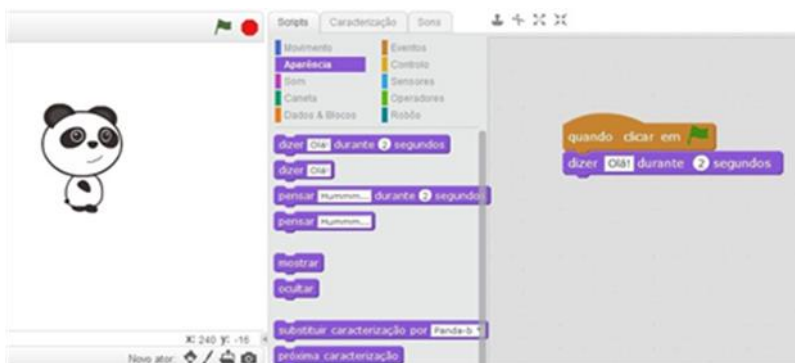 Scripts Caracterização Sons
Movimento Eventos
Aparência Controlo
Som Sensores
Caneta Operadores
Dados & Blocos Robôs
dizer Olá! durante 2 segundos
dizer Olá!
pensar Hummm... durante 2 segundos
pensar Hummm...
mostrar
ocultar
substituir caracterização por Panda-b
próxima caracterização
X: 240 y: -16
Novo ator:
quando clicar em
dizer Olá! durante 2 segundos